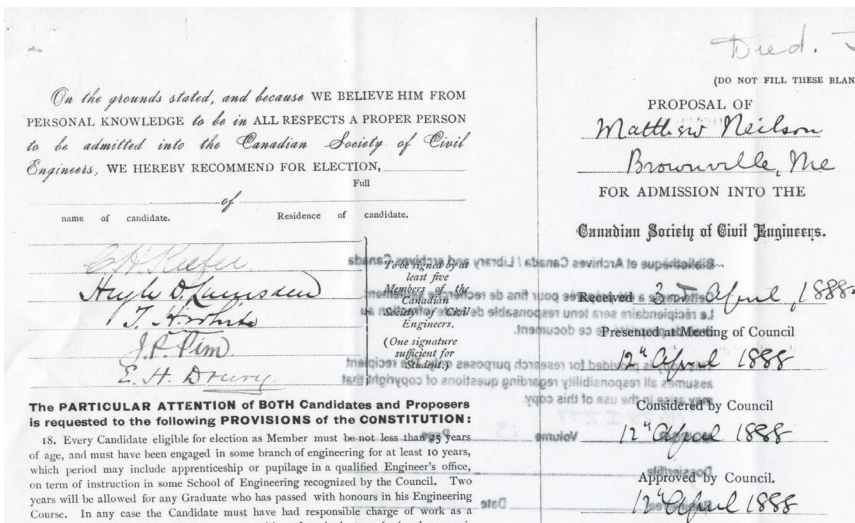 On the grounds stated, and because WE BELIEVE HIM FROM
PERSONAL KNOWLEDGE to be in ALL RESPECTS A PROPER PERSON
to be admitted into the Canadian Society of Civil
Engineers, WE HEREBY RECOMMEND FOR ELECTION,
Full
of
name of candidate. Residence of candidate.
C. H. Keefer
Hugh D. Lumsden
T. H. White
J. P. Pim.
E. H. Drury.
To be signed by at
least five
Members of the
Canadian
Society of Civil
Engineers.
(One signature
sufficient for
Student.)
The PARTICULAR ATTENTION of BOTH Candidates and Proposers
is requested to the following PROVISIONS of the CONSTITUTION:
18. Every Candidate eligible for election as Member must be not less than 25 years
of age, and must have been engaged in some branch of engineering for at least 10 years,
which period may include apprenticeship or pupilage in a qualified Engineer's office,
on term of instruction in some School of Engineering recognized by the Council. Two
years will be allowed for any Graduate who has passed with honours in his Engineering
Course. In any case the Candidate must have had responsible charge of work as a
Died.
(DO NOT FILL THESE BLAN
PROPOSAL OF
Matthew Neilson
Brownville, Me
FOR ADMISSION INTO THE
Canadian Society of Civil Engineers.
Received 3rd April, 1888
Presented at Meeting of Council
12th April 1888
Considered by Council
12th April 1888
Approved by Council.
12th April 1888
Bibliothèque et Archives Canada / Library and Archives Canada